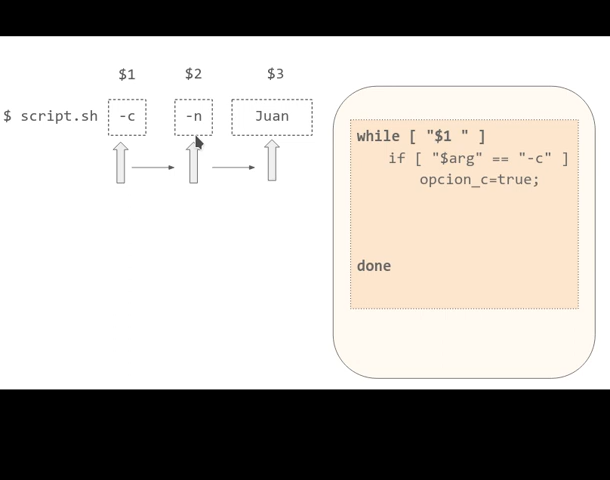 $1 $2 $3
$ script.sh -c -n Juan
while [ "$1 " ]
if [ "$arg" == "-c" ]
opcion_c=true;
done